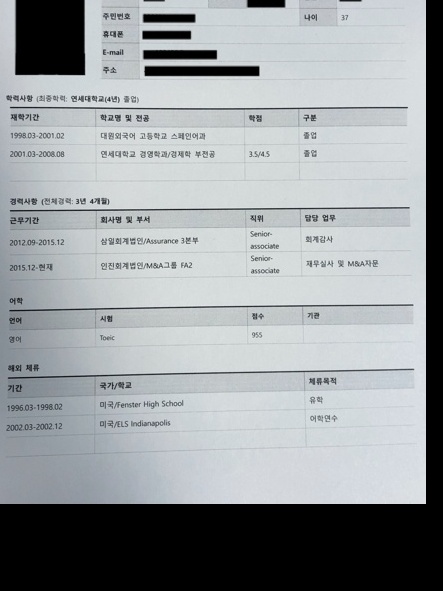 주민번호
나이 37
휴대폰
E-mail
주소
학력사항 (최종학력: 연세대학교(4년) 졸업)
재학기간 학교명 및 전공 학점 구분
1998.03-2001.02 대원외국어 고등학교 스페인어과 졸업
2001.03-2008.08 연세대학교 경영학과/경제학 부전공 3.5/4.5 졸업
경력사항 (전체경력: 3년 4개월)
근무기간 회사명 및 부서 직위 담당 업무
2012.09-2015.12 삼일회계법인/Assurance 3본부 Senior-associate 회계감사
2015.12-현재 안진회계법인/M&A그룹 FA2 Senior-associate 재무실사 및 M&A자문
어학
언어 시험 점수 기관
영어 Toeic 955
해외 체류
기간 국가/학교 체류목적
1996.03-1998.02 미국/Fenster High School 유학
2002.03-2002.12 미국/ELS Indianapolis 어학연수